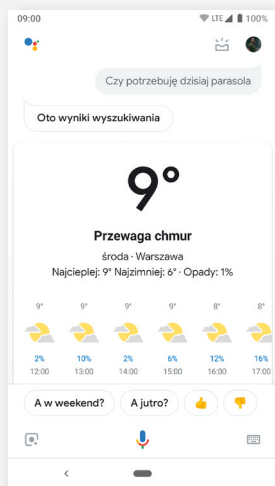 09:00 LTE 100%
Czy potrzebuję dzisiaj parasola
Oto wyniki wyszukiwania
9°
Przewaga chmur
środa · Warszawa
Najcieplej: 9° Najzimniej: 6° · Opady: 1%
9° 9° 9° 9° 8° 8°
2% 10% 2% 6% 12% 16%
12:00 13:00 14:00 15:00 16:00 17:00
A w weekend? A jutro?